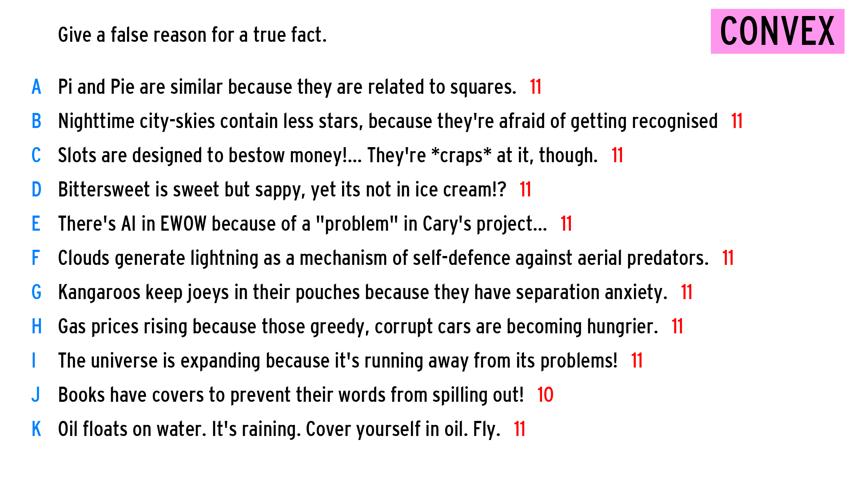 Give a false reason for a true fact.
CONVEX
A Pi and Pie are similar because they are related to squares. 11
B Nighttime city-skies contain less stars, because they're afraid of getting recognised 11
C Slots are designed to bestow money!... They're *craps* at it, though. 11
D Bittersweet is sweet but sappy, yet its not in ice cream!? 11
E There's AI in EWOW because of a "problem" in Cary's project... 11
F Clouds generate lightning as a mechanism of self-defence against aerial predators. 11
G Kangaroos keep joeys in their pouches because they have separation anxiety. 11
H Gas prices rising because those greedy, corrupt cars are becoming hungrier. 11
I The universe is expanding because it's running away from its problems! 11
J Books have covers to prevent their words from spilling out! 10
K Oil floats on water. It's raining. Cover yourself in oil. Fly. 11